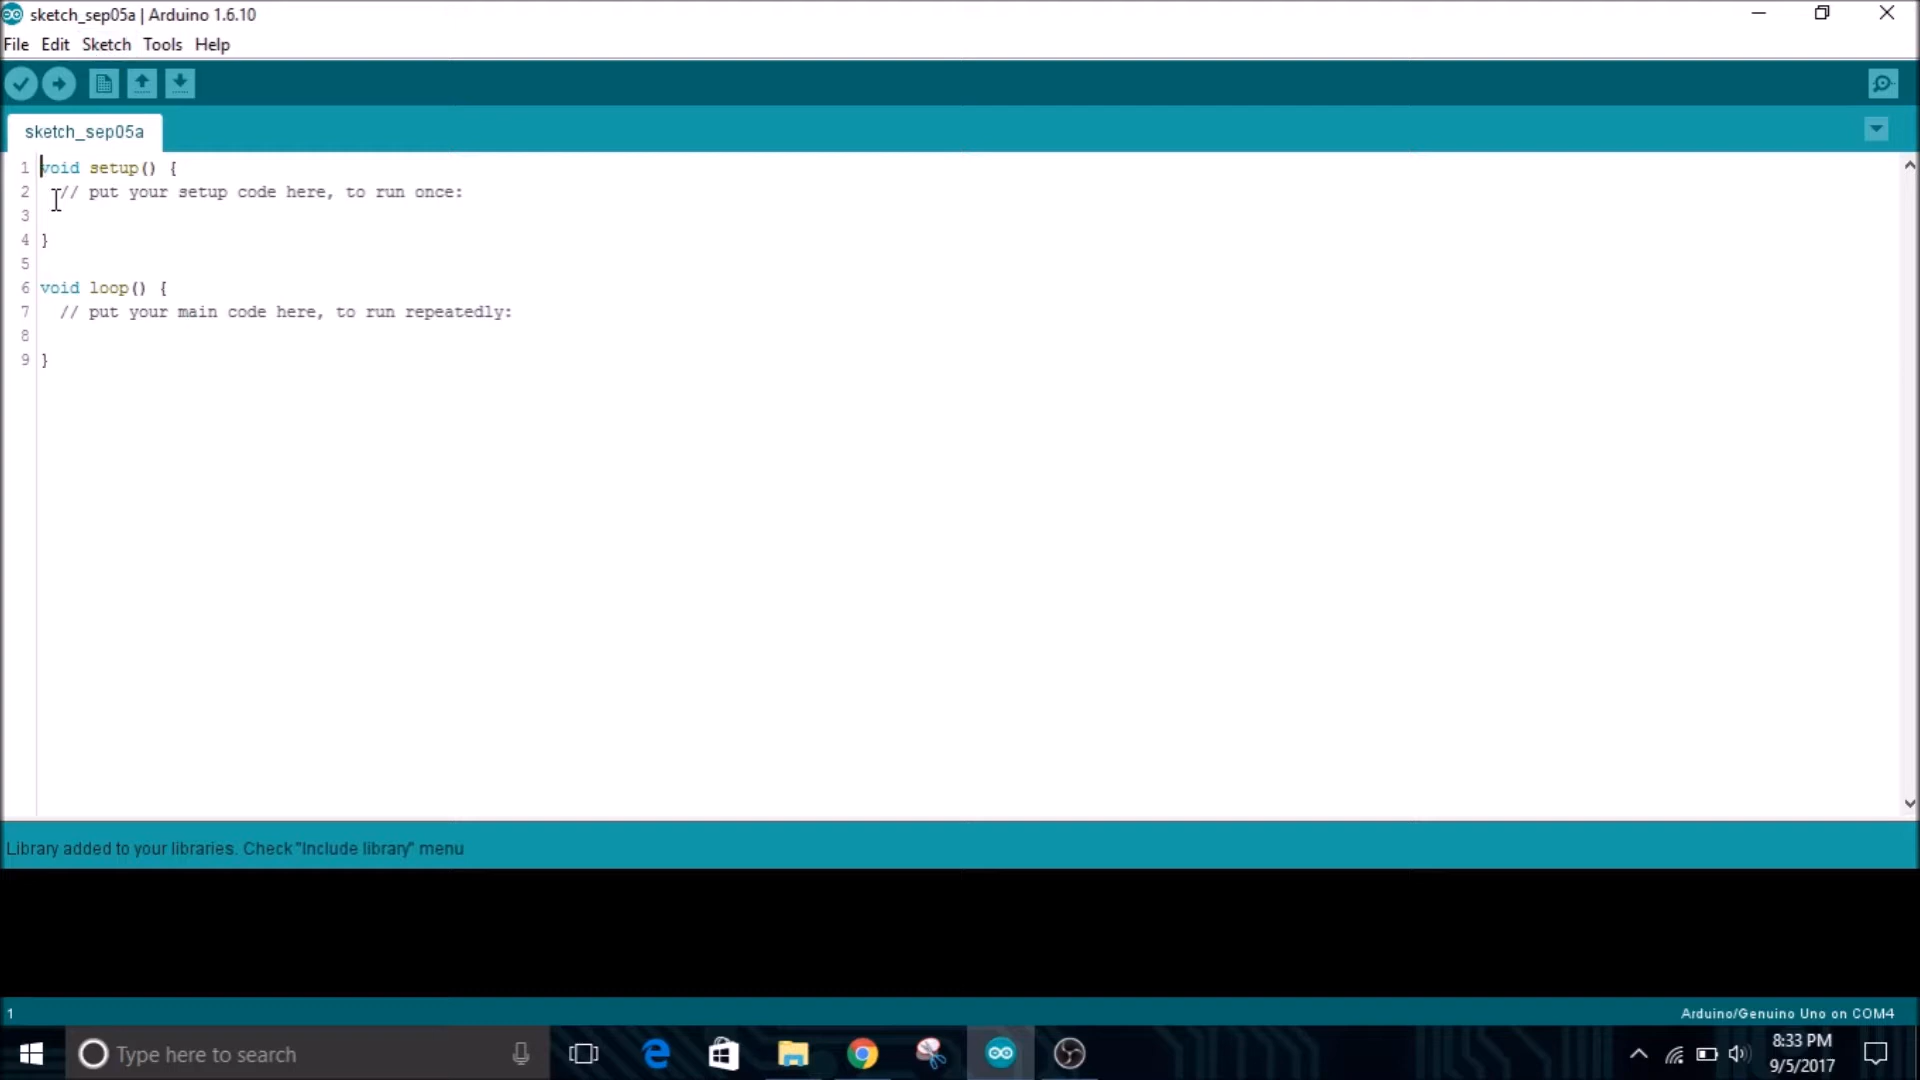 sketch_sep05a | Arduino 1.6.10
File Edit Sketch Tools Help
sketch_sep05a
1 void setup() {
2 // put your setup code here, to run once:
3
4 }
5
6 void loop() {
7 // put your main code here, to run repeatedly:
8
9 }
Library added to your libraries. Check "Include library" menu
1 Arduino/Genuino Uno on COM4
Type here to search
8:33 PM
9/5/2017